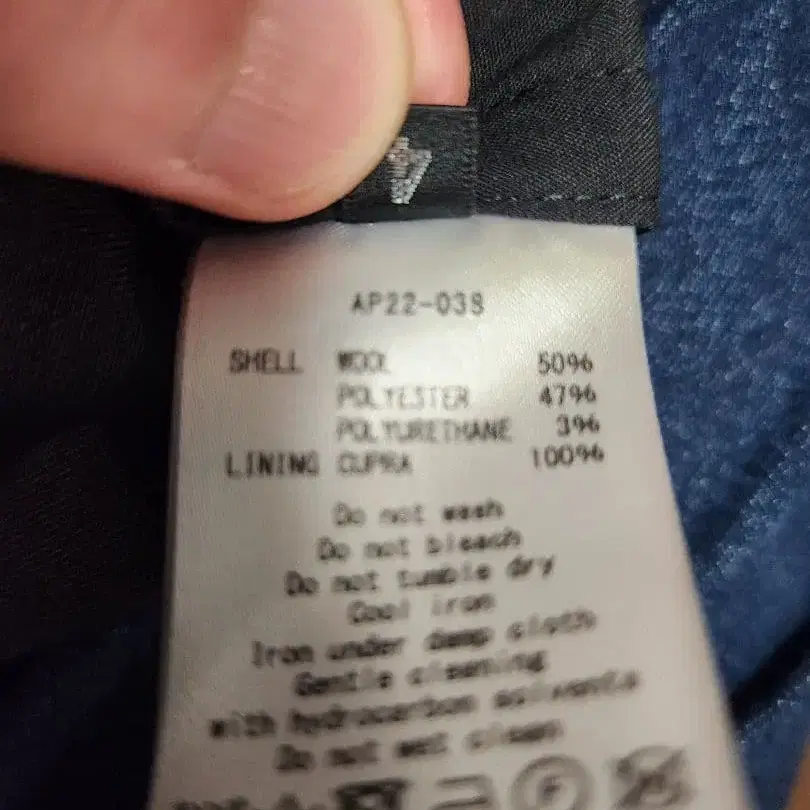 4
AP22-038
SHELL WOOL 50%
POLYESTER 47%
POLYURETHANE 3%
LINING CUPRA 100%
Do not wash
Do not bleach
Do not tumble dry
Cool iron
Iron under damp cloth
Gentle cleaning
with hydrocarbon solvents
Do not wet clean
F